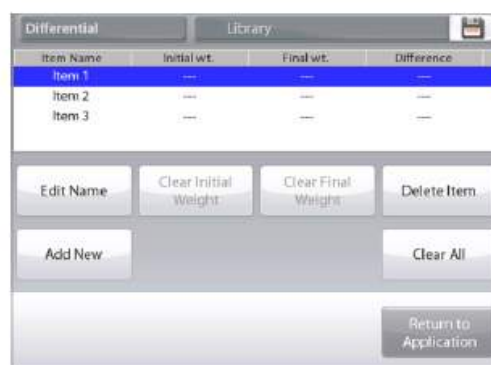 Differential Library
Item Name Initial wt. Final wt. Difference
Item 1 --- --- ---
Item 2 --- --- ---
Item 3 --- --- ---
Edit Name
Clear Initial
Weight
Clear Final
Weight
Delete Item
Add New
Clear All
Return to
Application